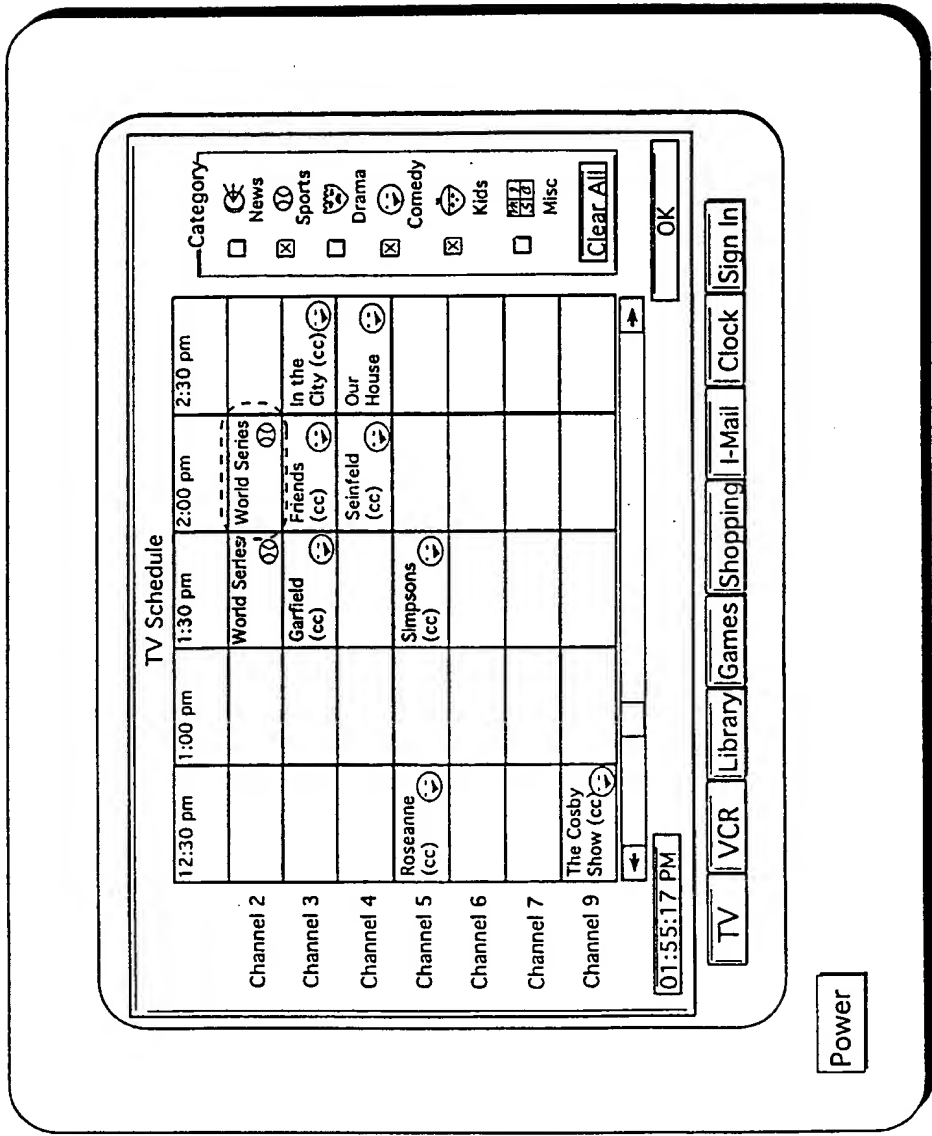 TV Schedule
12:30 pm 1:00 pm 1:30 pm 2:00 pm 2:30 pm
Channel 2
World Series
World Series
Channel 3
Garfield
(cc)
Friends
(cc)
In the
City (cc)
Channel 4
Seinfeld
(cc)
Our
House
Channel 5
Roseanne
(cc)
Simpsons
(cc)
Channel 6
Channel 7
Channel 9
The Cosby
Show (cc)
Category
News
Sports
Drama
Comedy
Kids
Misc
Clear All
01:55:17 PM
OK
TV VCR Library Games Shopping I-Mail Clock Sign In
Power